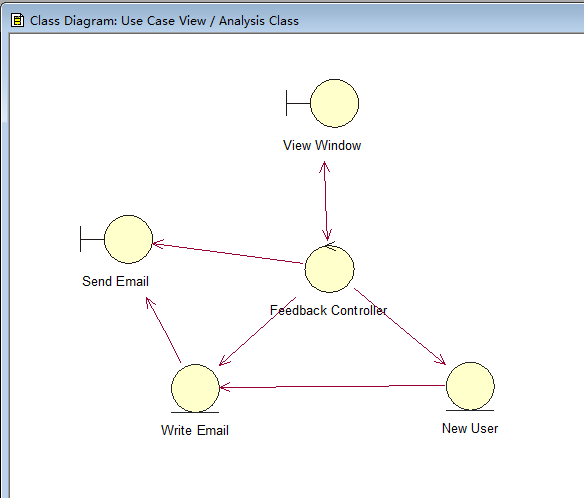 Class Diagram: Use Case View / Analysis Class
View Window
Send Email
Feedback Controller
Write Email
New User